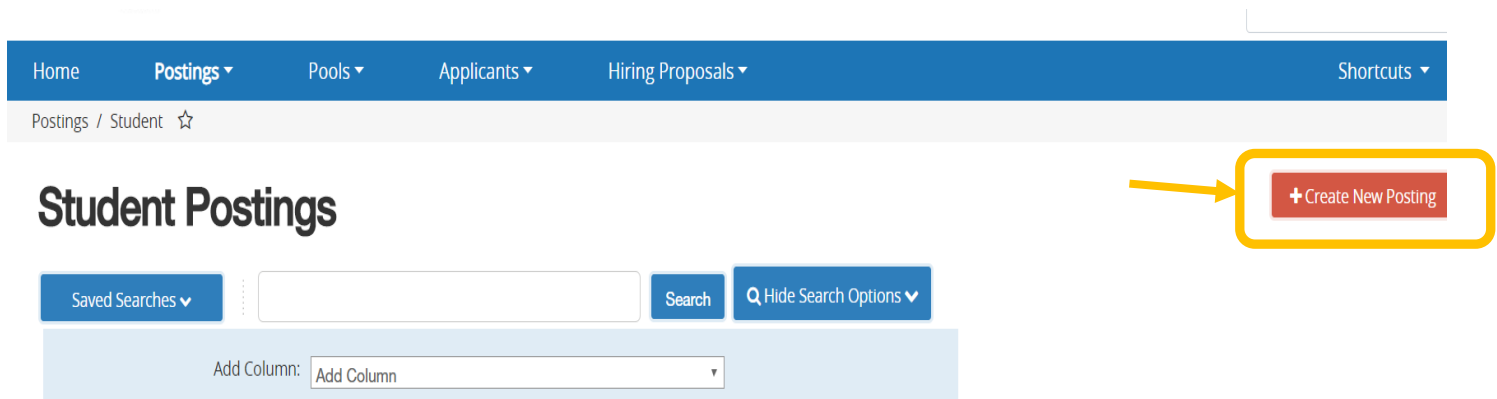 Home Postings Pools Applicants Hiring Proposals Shortcuts
Postings / Student
Student Postings
+ Create New Posting
Saved Searches Search Hide Search Options
Add Column: Add Column